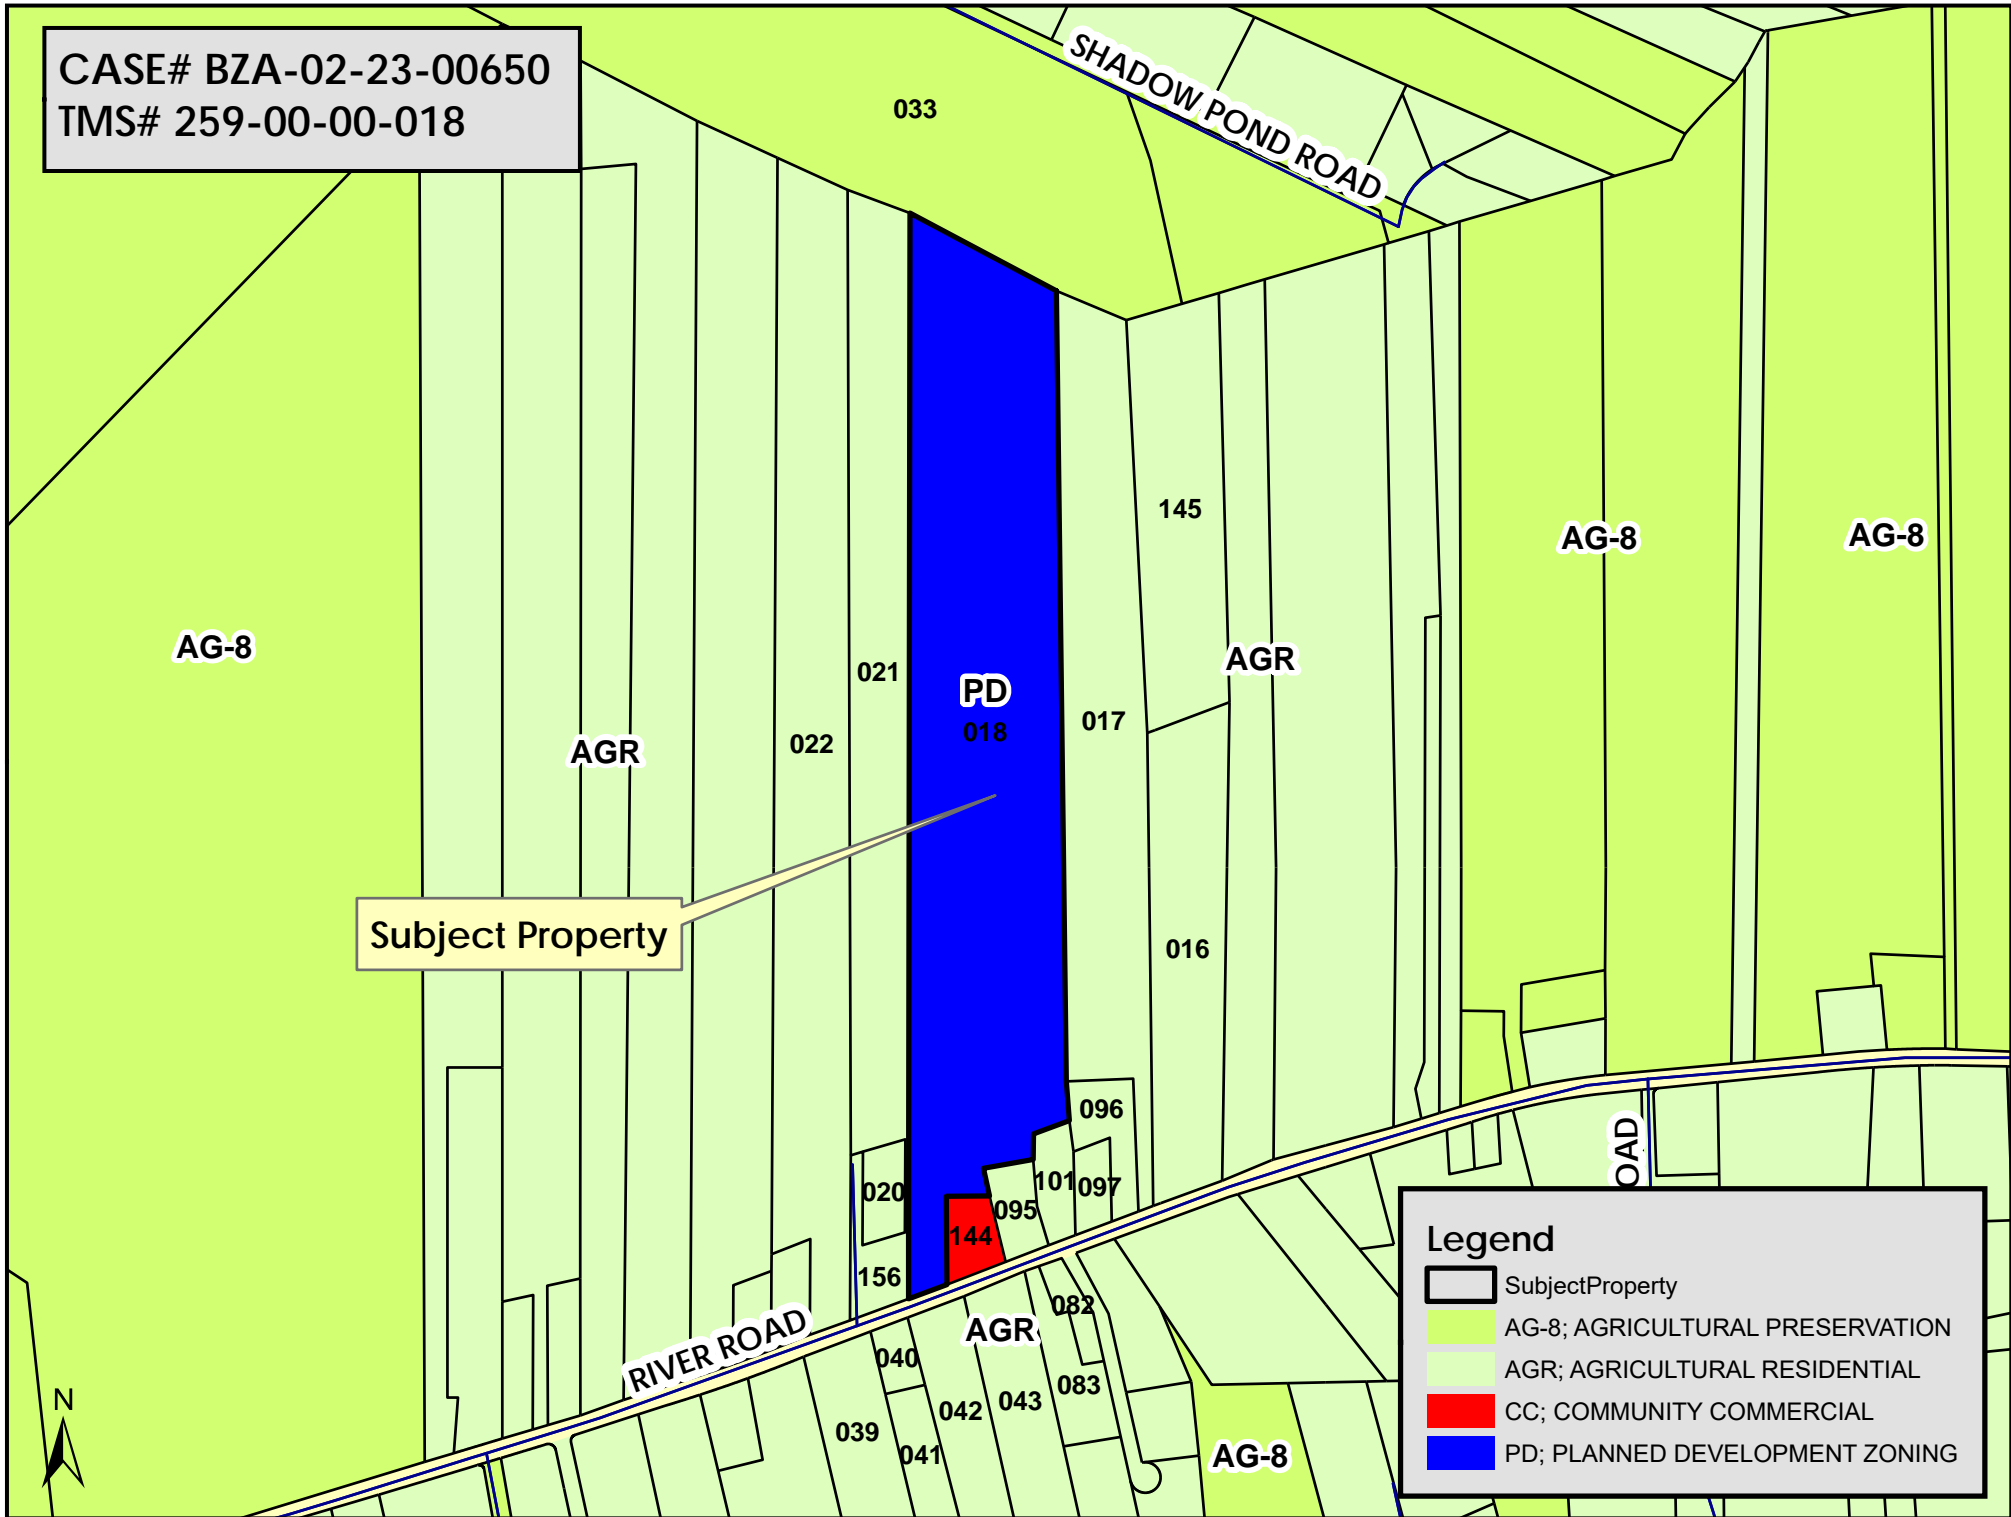 CASE# BZA-02-23-00650
TMS# 259-00-00-018
033
SHADOW POND ROAD
145
AG-8
AG-8
AG-8
021
PD
018
017
022
AGR
AGR
Subject Property
016
096
101
097
020
095
144
156
OAD
RIVER ROAD
082
AGR
040
083
043
042
039
041
AG-8
N
Legend
SubjectProperty
AG-8; AGRICULTURAL PRESERVATION
AGR; AGRICULTURAL RESIDENTIAL
CC; COMMUNITY COMMERCIAL
PD; PLANNED DEVELOPMENT ZONING